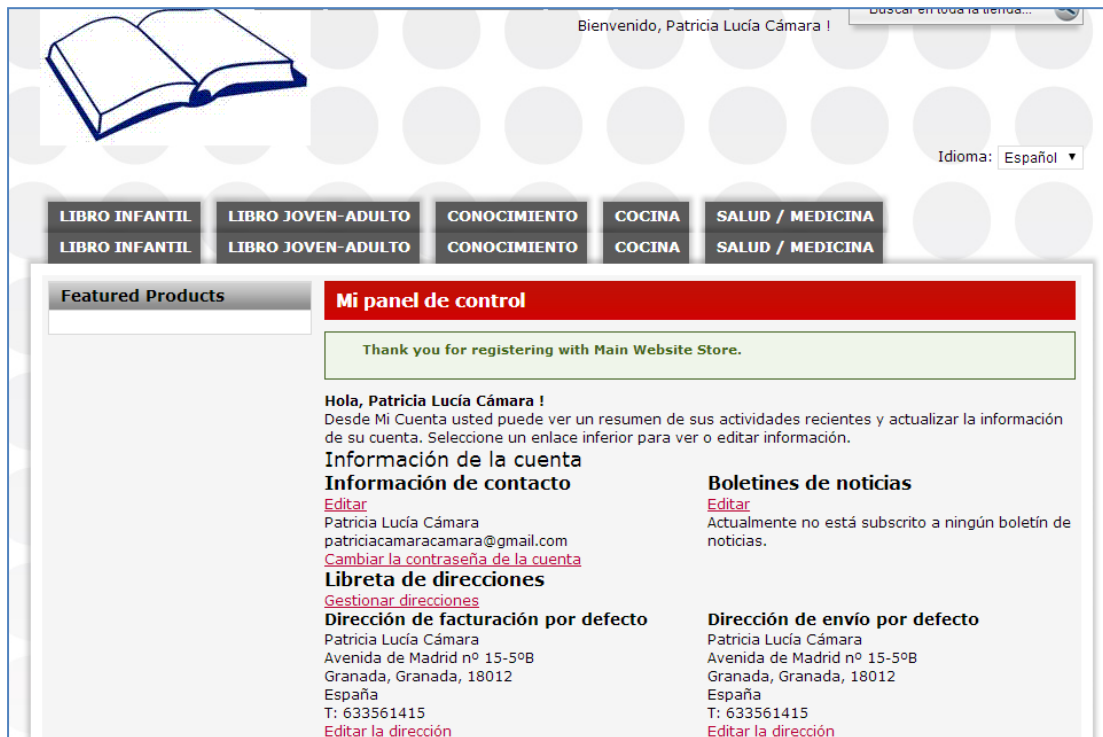 Buscar en toda la tienda...
Bienvenido, Patricia Lucía Cámara !
Idioma: Español
LIBRO INFANTIL LIBRO JOVEN-ADULTO CONOCIMIENTO COCINA SALUD / MEDICINA
LIBRO INFANTIL LIBRO JOVEN-ADULTO CONOCIMIENTO COCINA SALUD / MEDICINA
Featured Products
Mi panel de control
Thank you for registering with Main Website Store.
Hola, Patricia Lucía Cámara !
Desde Mi Cuenta usted puede ver un resumen de sus actividades recientes y actualizar la información
de su cuenta. Seleccione un enlace inferior para ver o editar información.
Información de la cuenta
Información de contacto
Editar
Patricia Lucía Cámara
patriciacamaracamara@gmail.com
Cambiar la contraseña de la cuenta
Boletines de noticias
Editar
Actualmente no está subscrito a ningún boletín de
noticias.
Libreta de direcciones
Gestionar direcciones
Dirección de facturación por defecto
Patricia Lucía Cámara
Avenida de Madrid nº 15-5ºB
Granada, Granada, 18012
España
T: 633561415
Editar la dirección
Dirección de envío por defecto
Patricia Lucía Cámara
Avenida de Madrid nº 15-5ºB
Granada, Granada, 18012
España
T: 633561415
Editar la dirección